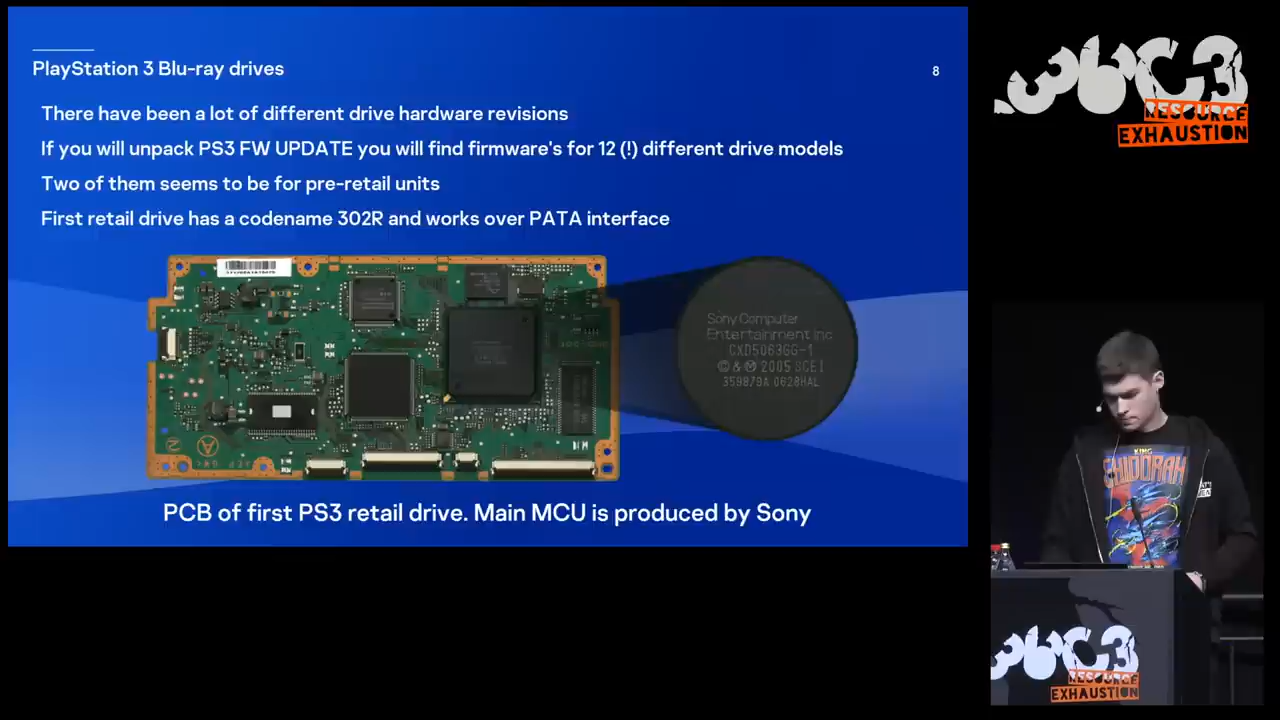 PlayStation 3 Blu-ray drives
8
There have been a lot of different drive hardware revisions
If you will unpack PS3 FW UPDATE you will find firmware's for 12 (!) different drive models
Two of them seems to be for pre-retail units
First retail drive has a codename 302R and works over PATA interface
Sony Computer
Entertainment Inc
CXD5063GG-1
© & Ⓜ 2005 SCEI
359879A 0628HAL
PCB of first PS3 retail drive. Main MCU is produced by Sony
36C3
RESOURCE
EXHAUSTION
KING
GHIDORAH
36C3
RESOURCE
EXHAUSTION